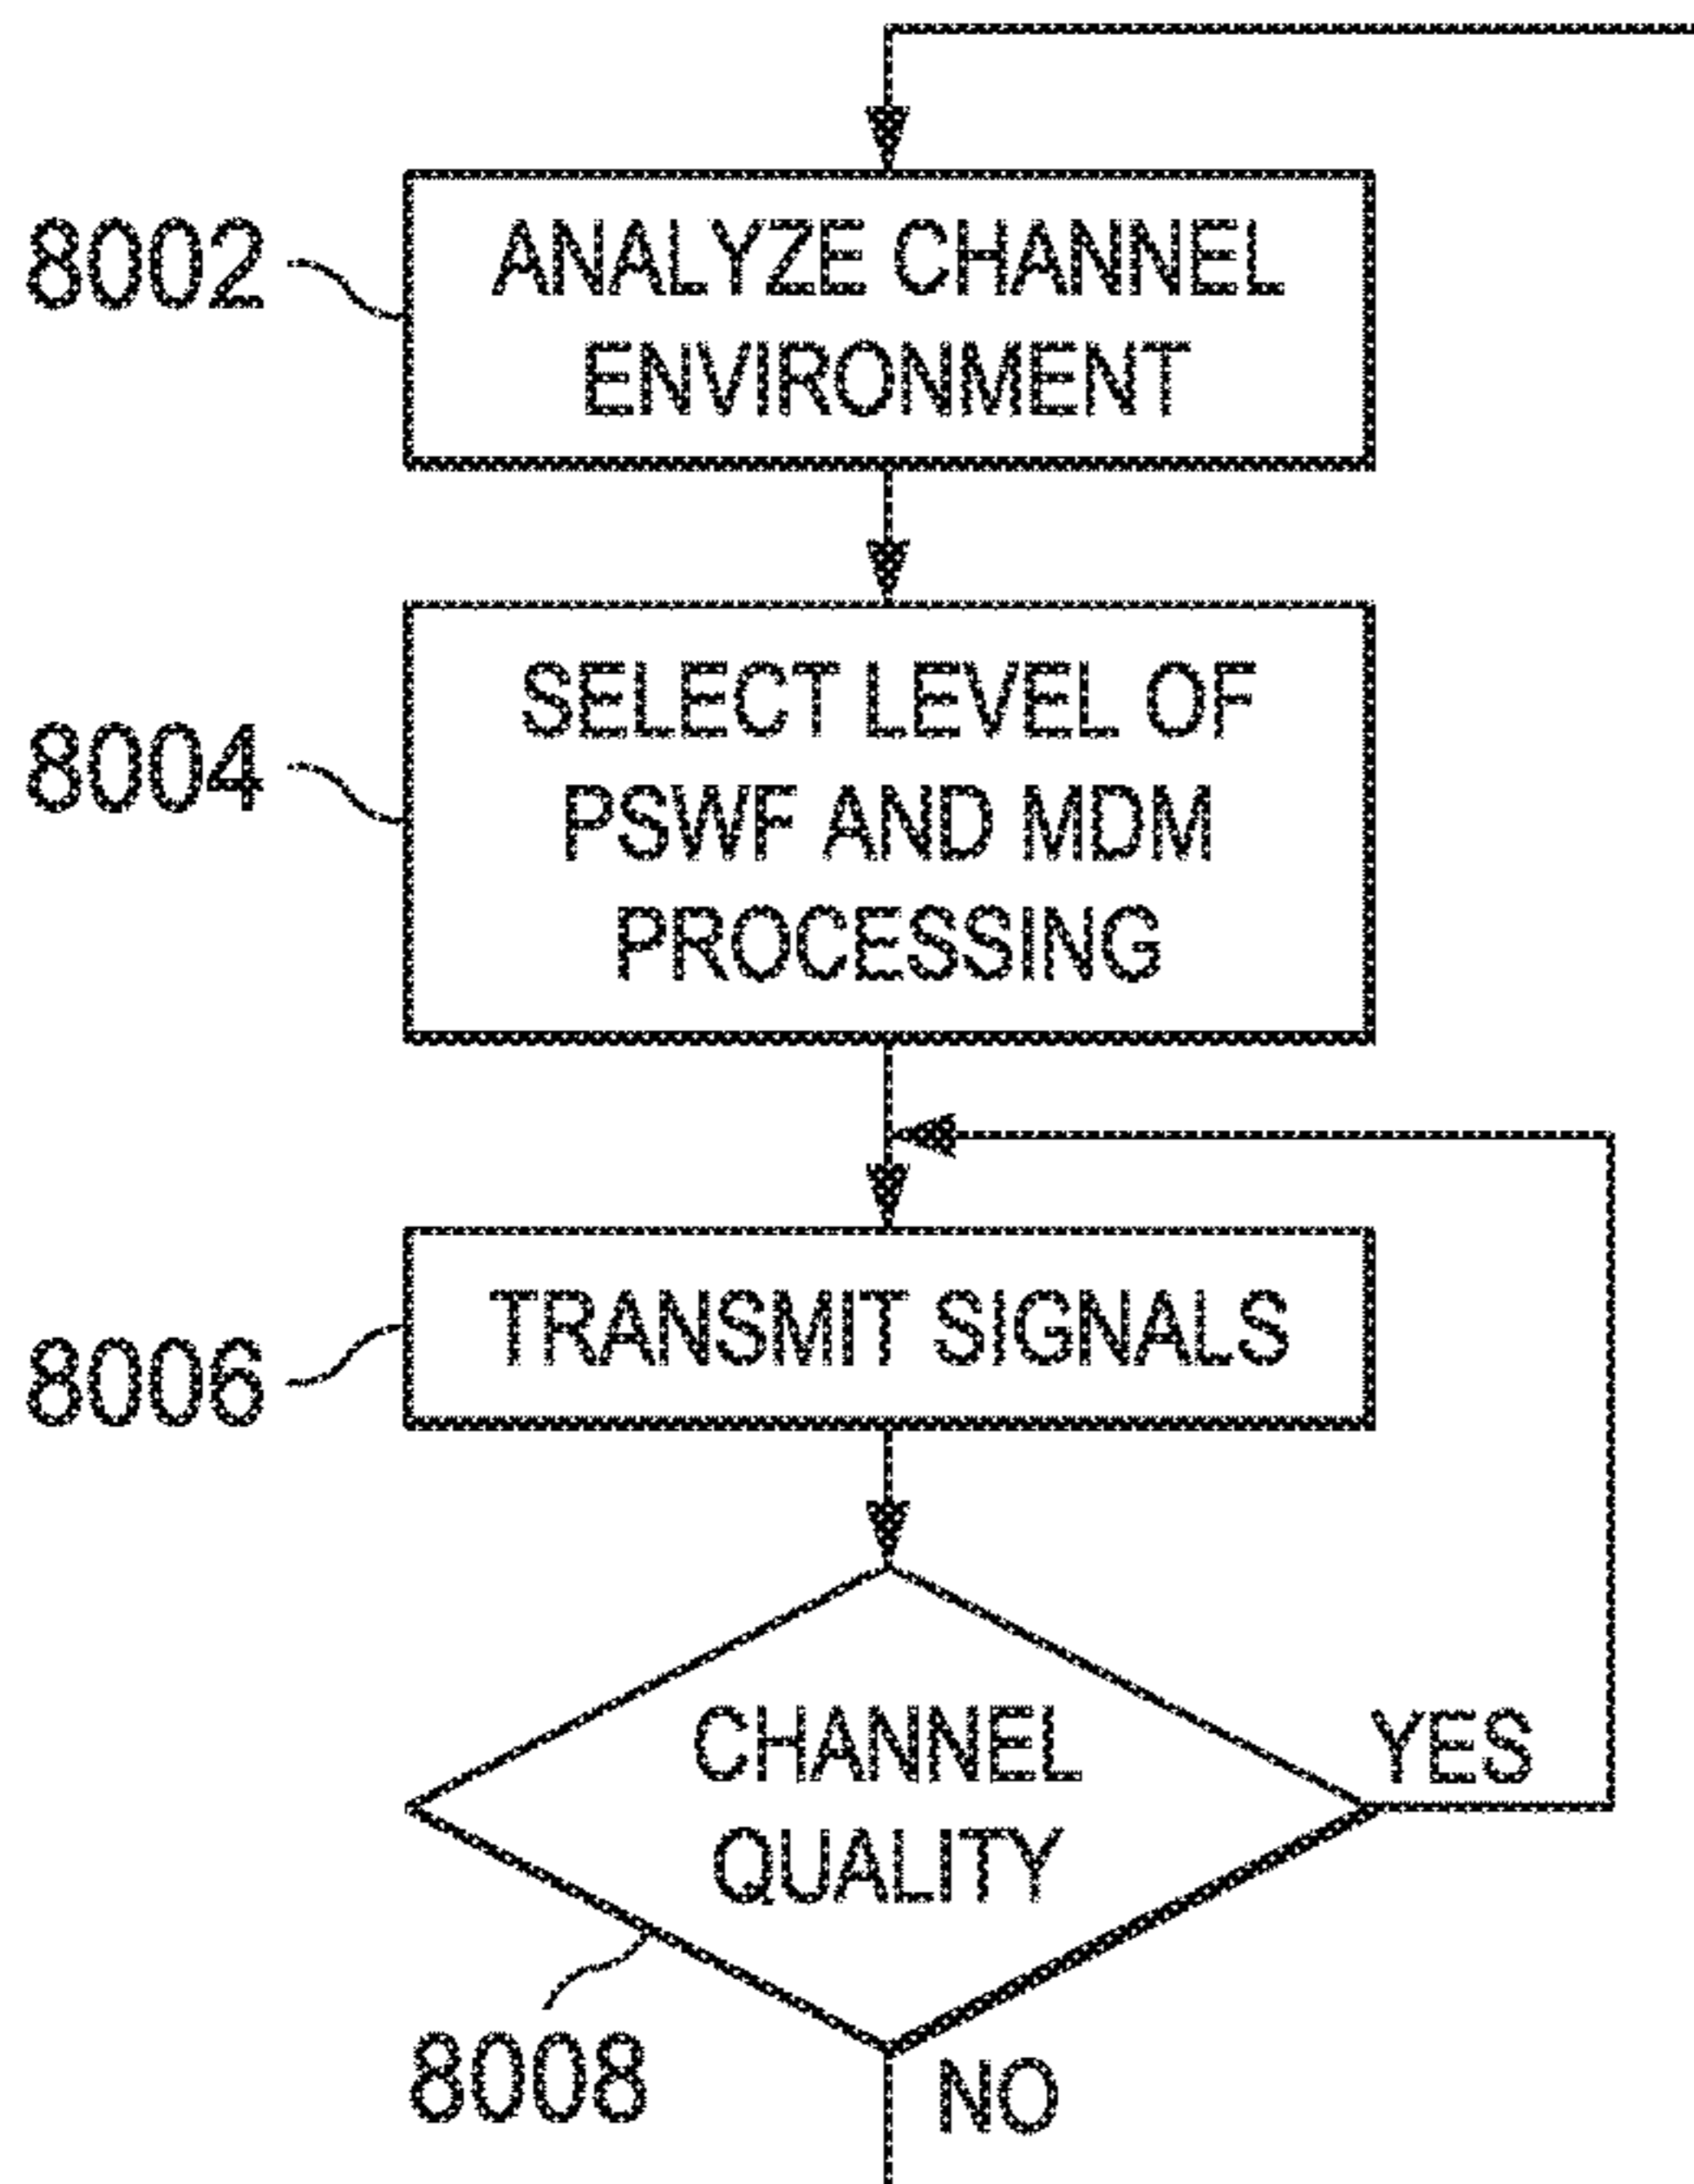 8002
ANALYZE CHANNEL
ENVIRONMENT
8004
SELECT LEVEL OF
PSWF AND MDM
PROCESSING
8006
TRANSMIT SIGNALS
CHANNEL
QUALITY
YES
8008
NO